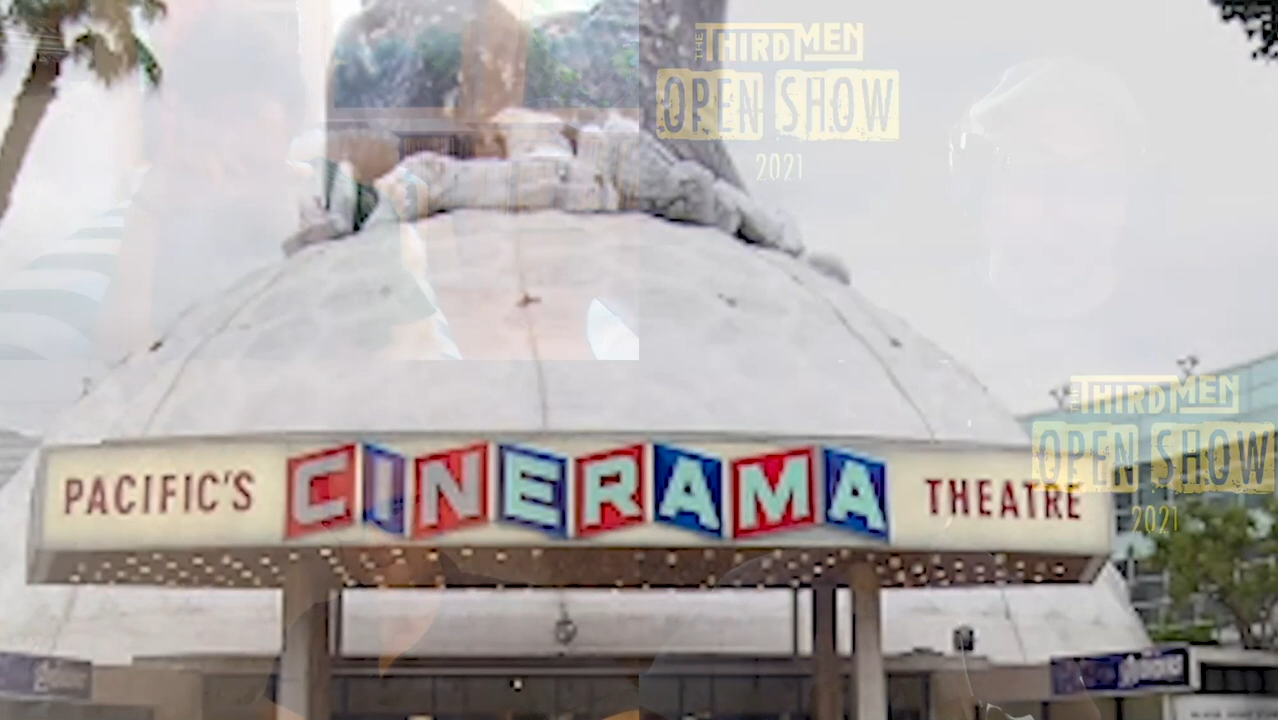 THE THIRD MEN
OPEN SHOW
2021
PACIFIC'S CINERAMA THEATRE
THE THIRD MEN
OPEN SHOW
2021